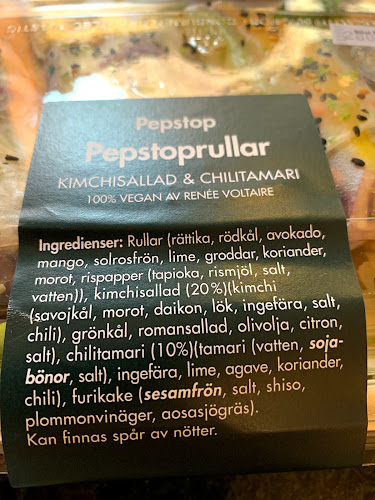 Pepstop
Pepstoprullar
KIMCHISALLAD & CHILITAMARI
100% VEGAN AV RENÉE VOLTAIRE
Ingredienser: Rullar (rättika, rödkål, avokado,
mango, solrosfrön, lime, groddar, koriander,
morot, rispapper (tapioka, rismjöl, salt,
vatten)), kimchisallad (20%)(kimchi
(savojkål, morot, daikon, lök, ingefära, salt,
chili), grönkål, romansallad, olivolja, citron,
salt), chilitamari (10%)(tamari (vatten, soja-
bönor, salt), ingefära, lime, agave, koriander,
chili), furikake (sesamfrön, salt, shiso,
plommonvinäger, aosasjögräs).
Kan finnas spår av nötter.